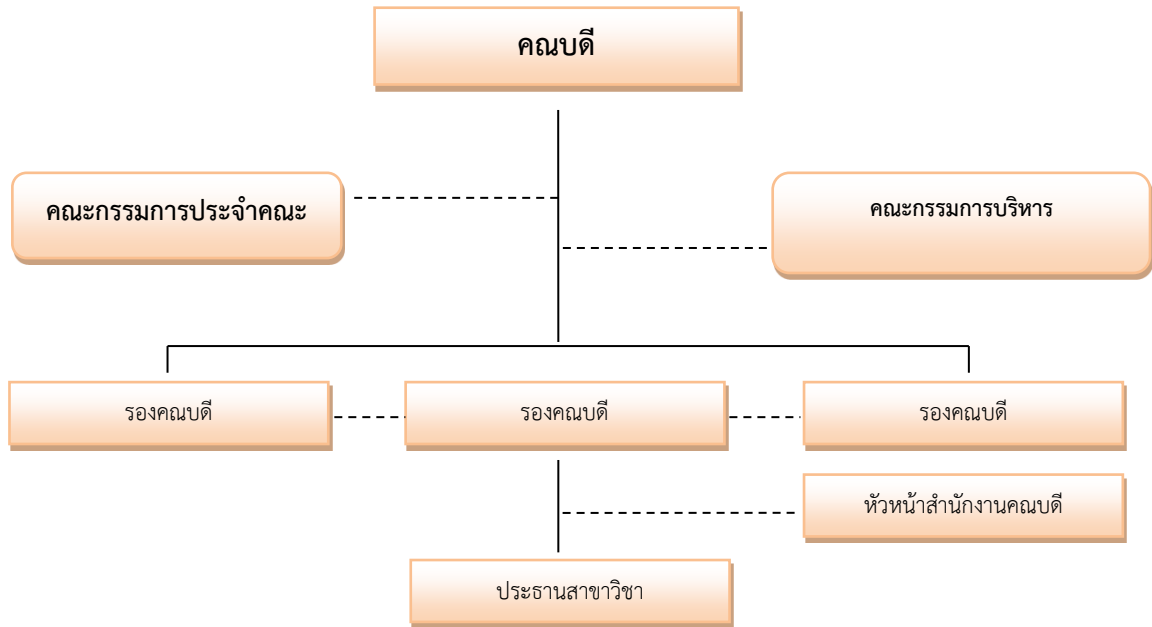 คณบดี
คณะกรรมการประจำคณะ
คณะกรรมการบริหาร
รองคณบดี
รองคณบดี
รองคณบดี
หัวหน้าสำนักงานคณบดี
ประธานสาขาวิชา